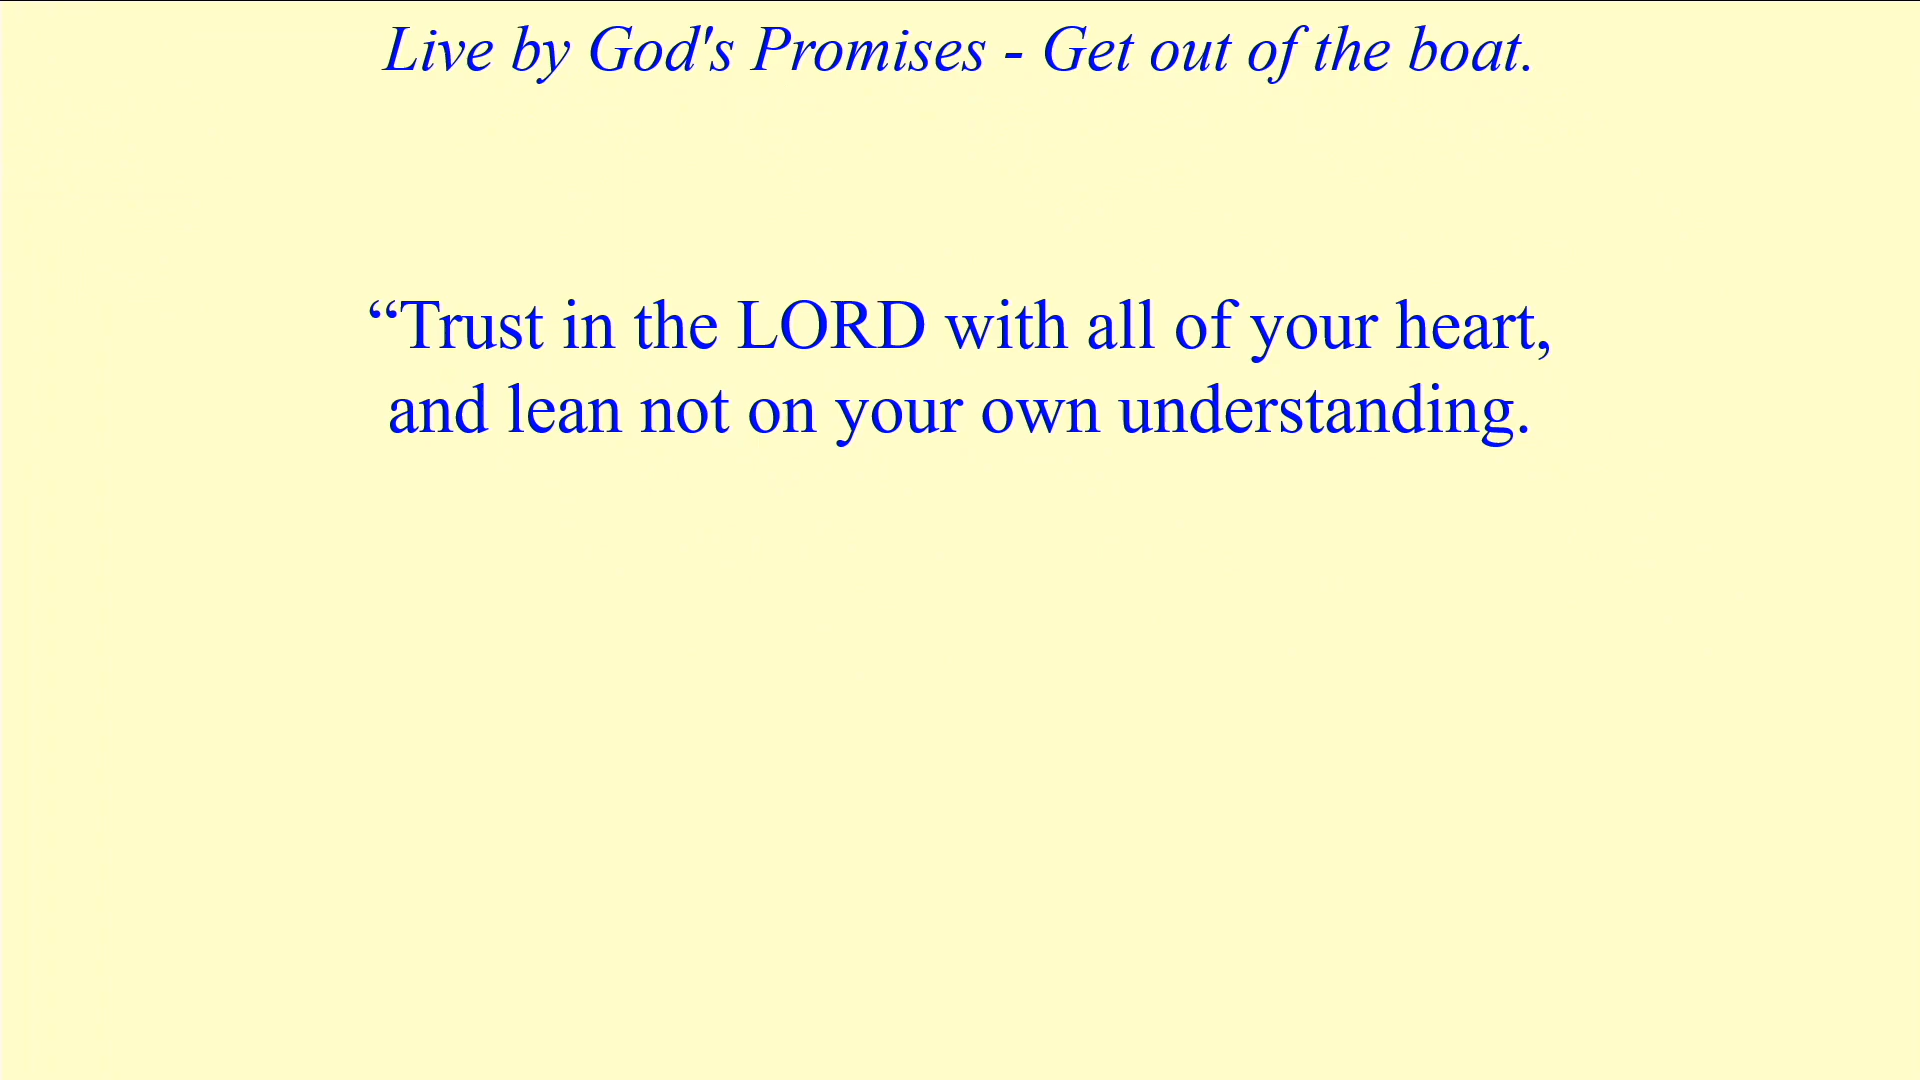 Live by God's Promises - Get out of the boat.
“Trust in the LORD with all of your heart,
and lean not on your own understanding.